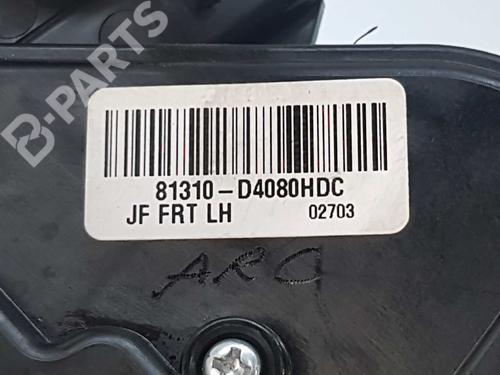 B-PARTS
81310-D4080HDC
JF FRT LH 02703
ARC